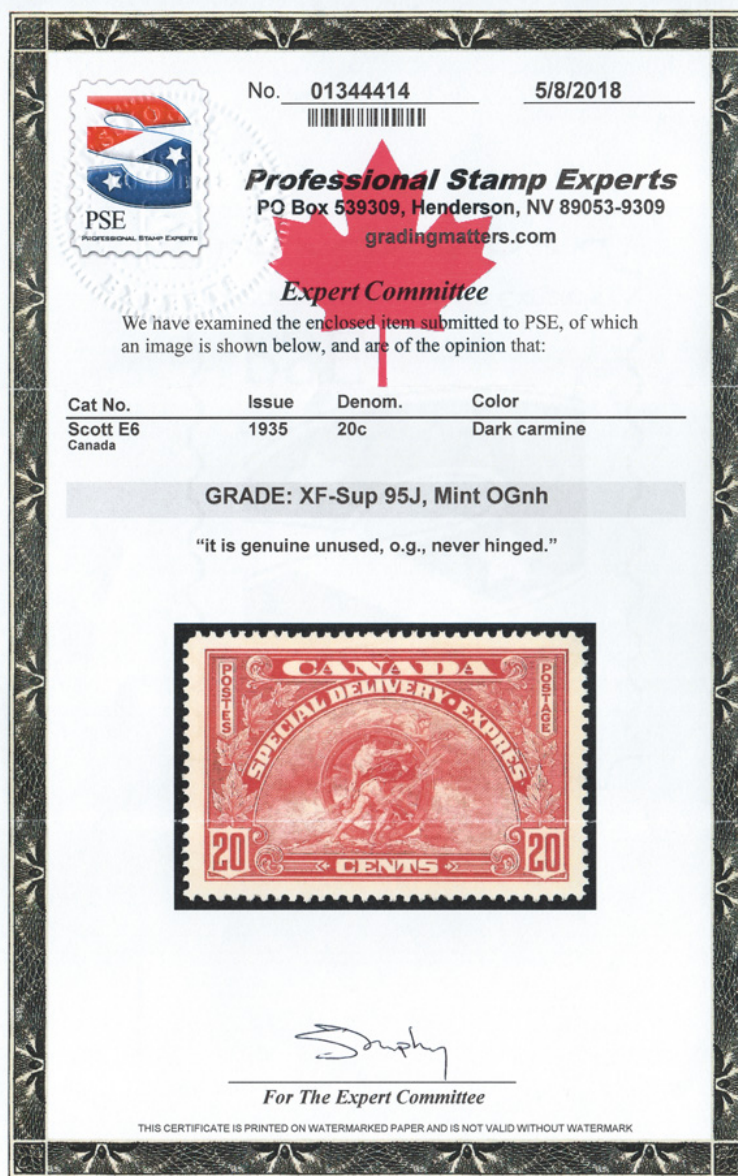 No. 01344414 5/8/2018
PSE
PROFESSIONAL STAMP EXPERTS
Professional Stamp Experts
PO Box 539309, Henderson, NV 89053-9309
gradingmatters.com
Expert Committee
We have examined the enclosed item submitted to PSE, of which
an image is shown below, and are of the opinion that:
Cat No. Issue Denom. Color
Scott E6 1935 20c Dark carmine
Canada
GRADE: XF-Sup 95J, Mint OGnh
“it is genuine unused, o.g., never hinged.”
CANADA
POSTES
POSTAGE
SPECIAL DELIVERY·EXPRES
20 CENTS 20
For The Expert Committee
THIS CERTIFICATE IS PRINTED ON WATERMARKED PAPER AND IS NOT VALID WITHOUT WATERMARK